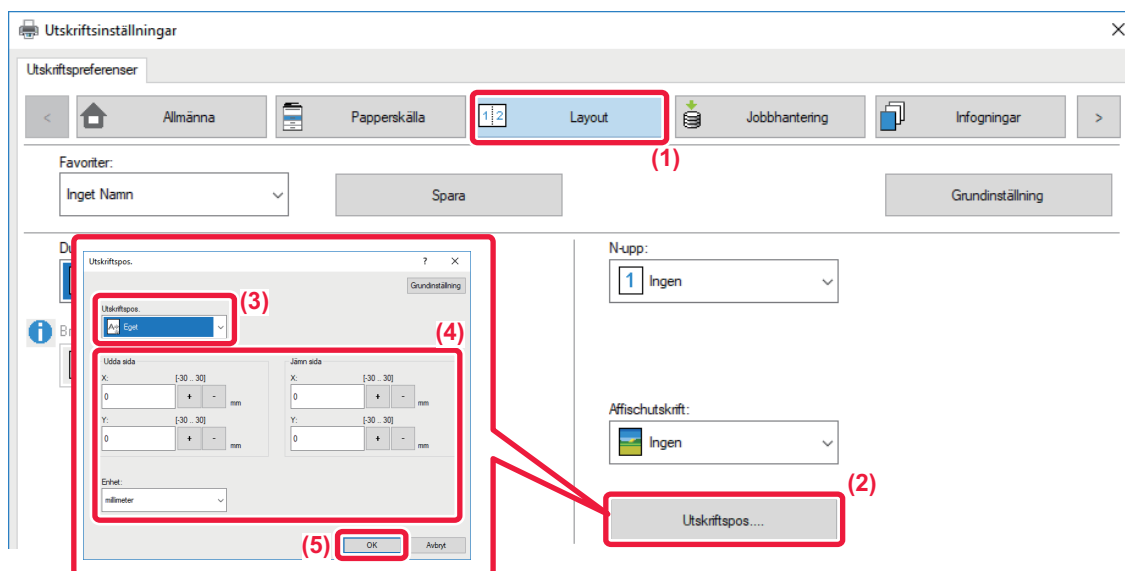 Utskriftsinställningar
Utskriftspreferenser
< Allmänna Papperskälla 1 2 Layout Jobbhantering Infogningar >
(1)
Favoriter:
Inget Namn Spara Grundinställning
Utskriftspos. ? ×
Grundinställning
(3)
Utskriftspos.
Eget
(4)
Udda sida Jämn sida
X: [-30 .. 30] X: [-30 .. 30]
0 + - mm 0 + - mm
Y: [-30 .. 30] Y: [-30 .. 30]
0 + - mm 0 + - mm
Enhet:
millimeter
(5) OK Avbryt
N-upp:
1 Ingen
Affischutskrift:
Ingen
(2)
Utskriftspos....